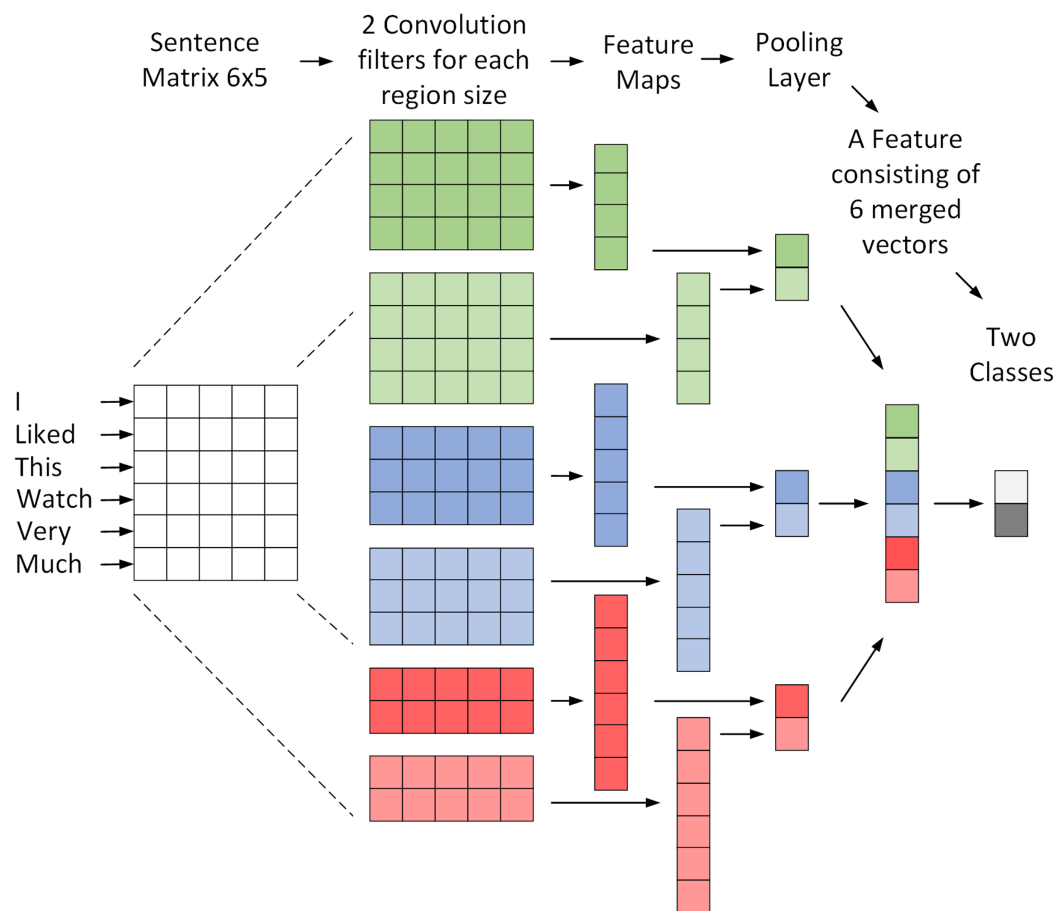 Sentence
Matrix 6x5
2 Convolution
filters for each
region size
Feature
Maps
Pooling
Layer
A Feature
consisting of
6 merged
vectors
Two
Classes
I
Liked
This
Watch
Very
Much